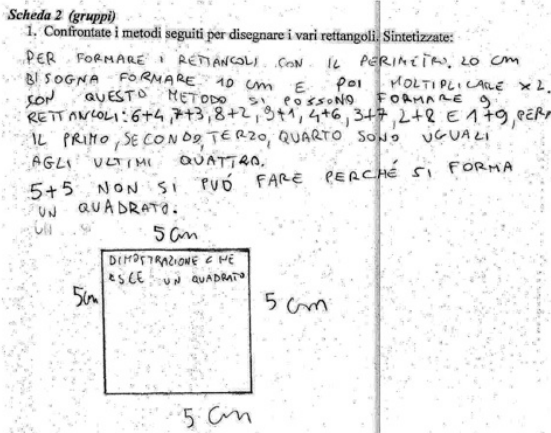 Scheda 2 (gruppi)
1. Confrontate i metodi seguiti per disegnare i vari rettangoli. Sintetizzate:
PER FORMARE I RETTANGOLI CON IL PERIMETRO 20 CM
BISOGNA FORMARE 10 CM E POI MOLTIPLICARE x2.
CON QUESTO METODO SI POSSONO FORMARE 9
RETTANGOLI: 6+4, 7+3, 8+2, 9+1, 4+6, 3+7, 2+8 E 1+9, PERÒ
IL PRIMO, SECONDO, TERZO, QUARTO SONO UGUALI
AGLI ULTIMI QUATTRO.
5+5 NON SI PUÓ FARE PERCHÉ SI FORMA
UN QUADRATO.
5 cm
DIMOSTRAZIONE CHE
ESCE UN QUADRATO
5cm
5 cm
5 cm